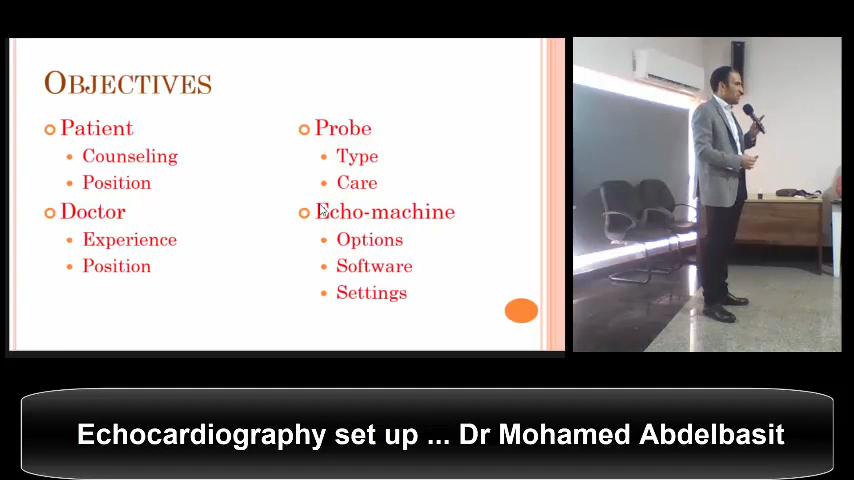 OBJECTIVES
Patient
Counseling
Position
Doctor
Experience
Position
Probe
Type
Care
Echo-machine
Options
Software
Settings
Echocardiography set up ... Dr Mohamed Abdelbasit